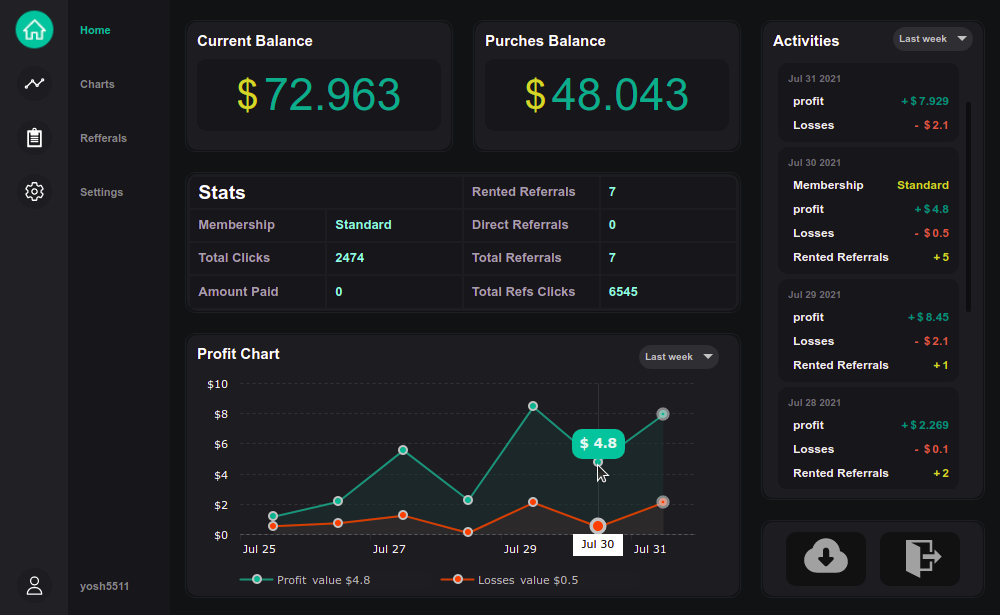 Home
Charts
Refferals
Settings
yosh5511
Current Balance
$72.963
Purches Balance
$48.043
Stats
Rented Referrals 7
Membership Standard Direct Referrals 0
Total Clicks 2474 Total Referrals 7
Amount Paid 0 Total Refs Clicks 6545
Profit Chart
Last week
$10
$8
$6
$4
$2
$0
$ 4.8
Jul 25 Jul 27 Jul 29 Jul 30 Jul 31
Profit value $4.8 Losses value $0.5
Activities
Last week
Jul 31 2021
profit +$7.929
Losses - $2.1
Jul 30 2021
Membership Standard
profit +$4.8
Losses - $0.5
Rented Referrals +5
Jul 29 2021
profit +$8.45
Losses - $2.1
Rented Referrals +1
Jul 28 2021
profit +$2.269
Losses - $0.1
Rented Referrals +2